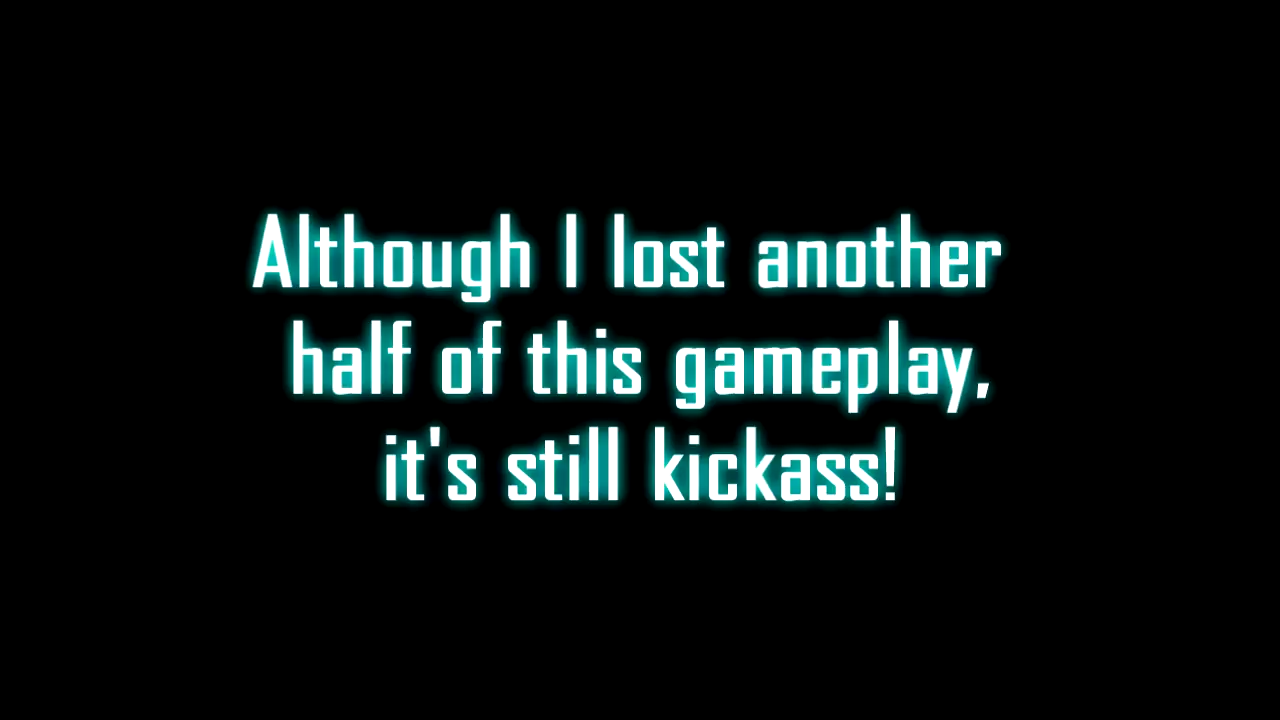 Although I lost another
half of this gameplay,
it's still kickass!